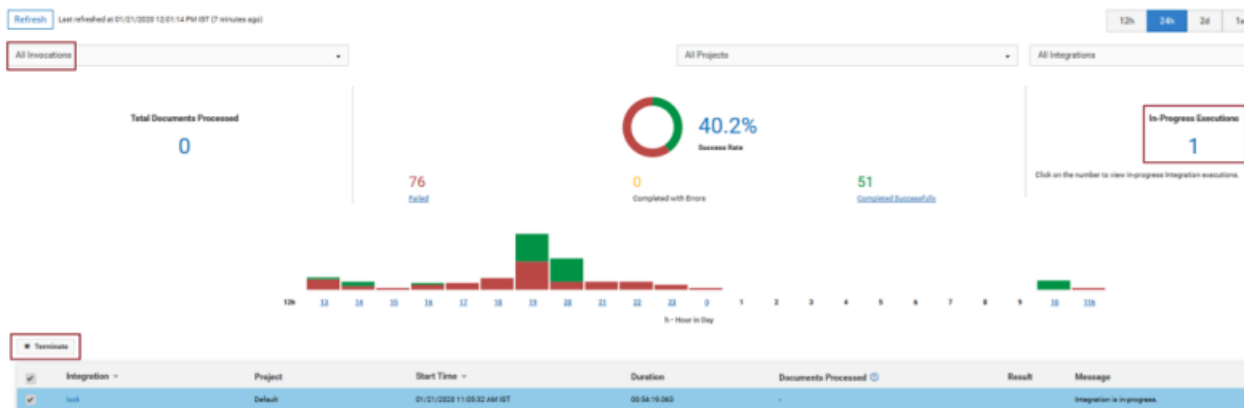 Refresh Last refreshed at 01/21/2020 12:01:14 PM IST (7 minutes ago) 12h 24h 2d 1w
All Invocations All Projects All Integrations
Total Documents Processed
0
40.2%
Success Rate
In-Progress Executions
1
Click on the number to view in-progress Integration executions.
76 0 51
Failed Completed with Errors Completed Successfully
12h 13 14 15 16 17 18 19 20 21 22 23 0 1 2 3 4 5 6 7 8 9 10 11h
h - Hour in Day
Terminate
Integration Project Start Time Duration Documents Processed Result Message
Default 01/21/2020 11:05:32 AM IST 00:54:19.063 - Integration is in-progress.